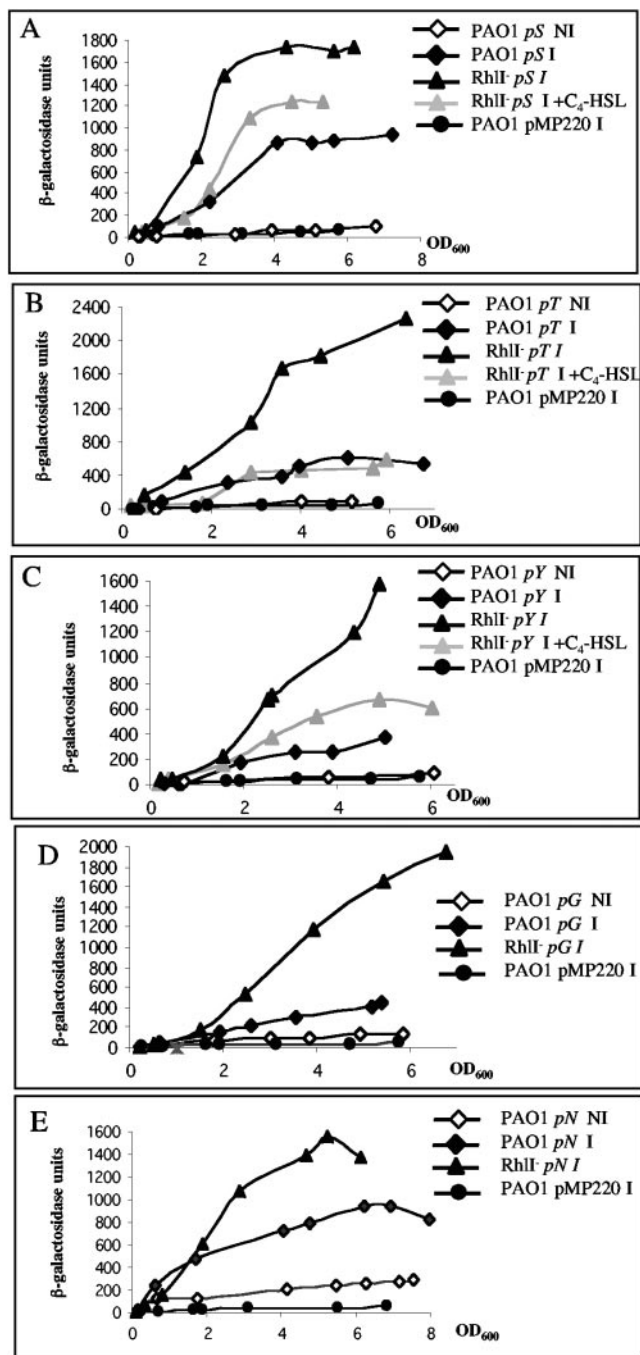 A
PAO1 pS NI
PAO1 pS I
RhlI- pS I
RhlI- pS I +C4-HSL
PAO1 pMP220 I
β-galactosidase units
1800
1600
1400
1200
1000
800
600
400
200
0
0 2 4 6 8
OD600
B
PAO1 pT NI
PAO1 pT I
RhlI- pT I
RhlI- pT I +C4-HSL
PAO1 pMP220 I
β-galactosidase units
2400
2000
1600
1200
800
400
0
0 2 4 6
OD600
C
PAO1 pY NI
PAO1 pY I
RhlI- pY I
RhlI- pY I +C4-HSL
PAO1 pMP220 I
β-galactosidase units
1600
1400
1200
1000
800
600
400
200
0
0 2 4 6
OD600
D
PAO1 pG NI
PAO1 pG I
RhlI- pG I
PAO1 pMP220 I
β-galactosidase units
2000
1800
1600
1400
1200
1000
800
600
400
200
0
0 2 4 6
OD600
E
PAO1 pN NI
PAO1 pN I
RhlI- pN I
PAO1 pMP220 I
β-galactosidase units
1600
1400
1200
1000
800
600
400
200
0
0 2 4 6 8
OD600